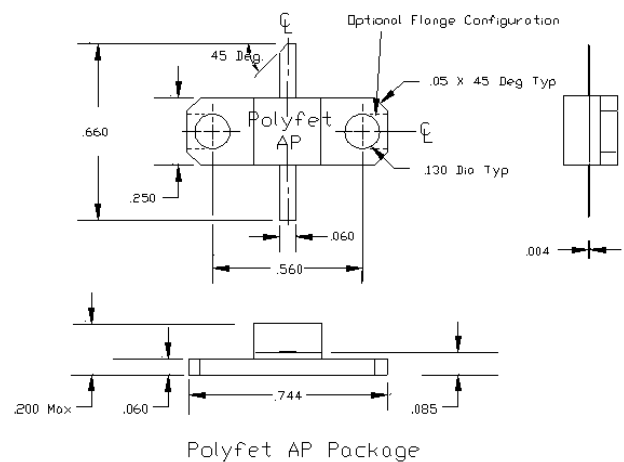 Optional Flange Configuration
45 Deg.
.05 X 45 Deg Typ
Polyfet
AP
.660
.130 Dia Typ
.250
.060
.004
.560
.200 Max
.060
.744
.085
Polyfet AP Package